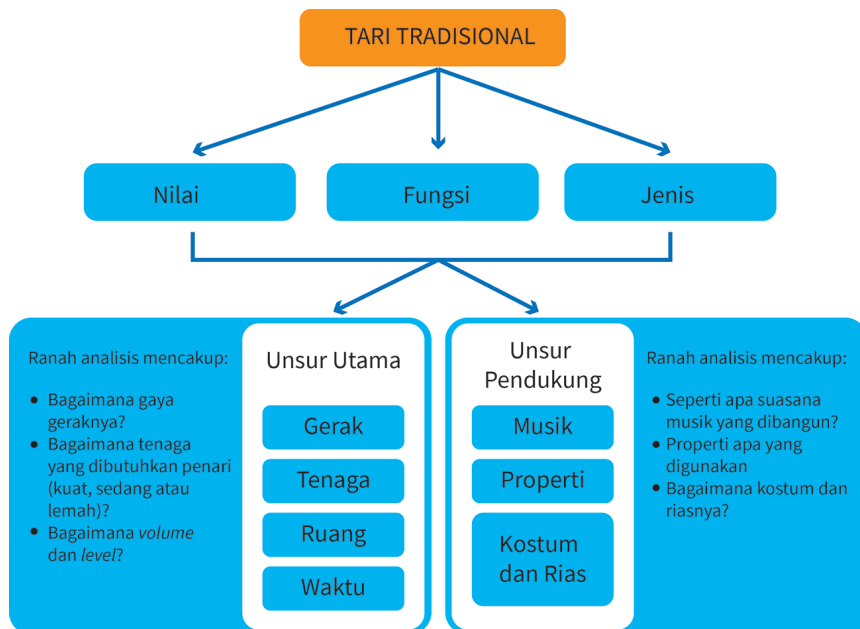 TARI TRADISIONAL
Nilai
Fungsi
Jenis
Ranah analisis mencakup:
• Bagaimana gaya
geraknya?
• Bagaimana tenaga
yang dibutuhkan penari
(kuat, sedang atau
lemah)?
• Bagaimana volume
dan level?
Unsur Utama
Gerak
Tenaga
Ruang
Waktu
Unsur
Pendukung
Musik
Properti
Kostum
dan Rias
Ranah analisis mencakup:
• Seperti apa suasana
musik yang dibangun?
• Properti apa yang
digunakan
• Bagaimana kostum dan
riasnya?